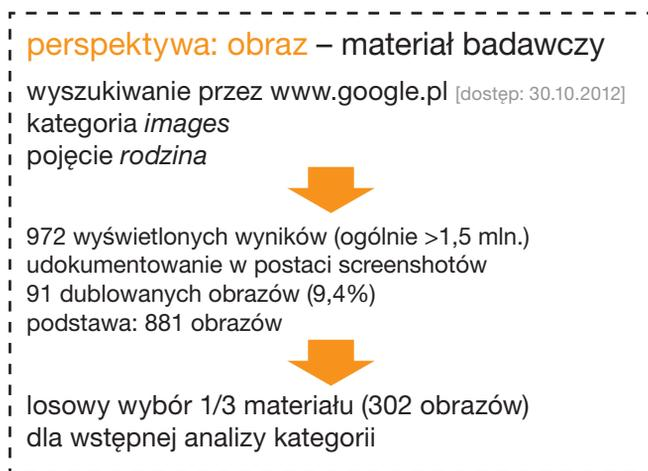 perspektywa: obraz – materiał badawczy
wyszukiwanie przez www.google.pl [dostęp: 30.10.2012]
kategoria images
pojęcie rodzina
972 wyświetlonych wyników (ogólnie >1,5 mln.)
udokumentowanie w postaci screenshotów
91 dublowanych obrazów (9,4%)
podstawa: 881 obrazów
losowy wybór 1/3 materiału (302 obrazów)
dla wstępnej analizy kategorii